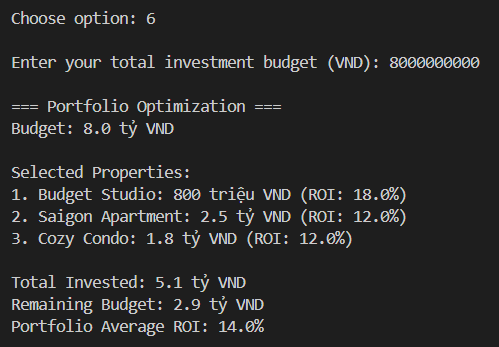 Choose option: 6
Enter your total investment budget (VND): 8000000000
=== Portfolio Optimization ===
Budget: 8.0 tỷ VND
Selected Properties:
1. Budget Studio: 800 triệu VND (ROI: 18.0%)
2. Saigon Apartment: 2.5 tỷ VND (ROI: 12.0%)
3. Cozy Condo: 1.8 tỷ VND (ROI: 12.0%)
Total Invested: 5.1 tỷ VND
Remaining Budget: 2.9 tỷ VND
Portfolio Average ROI: 14.0%